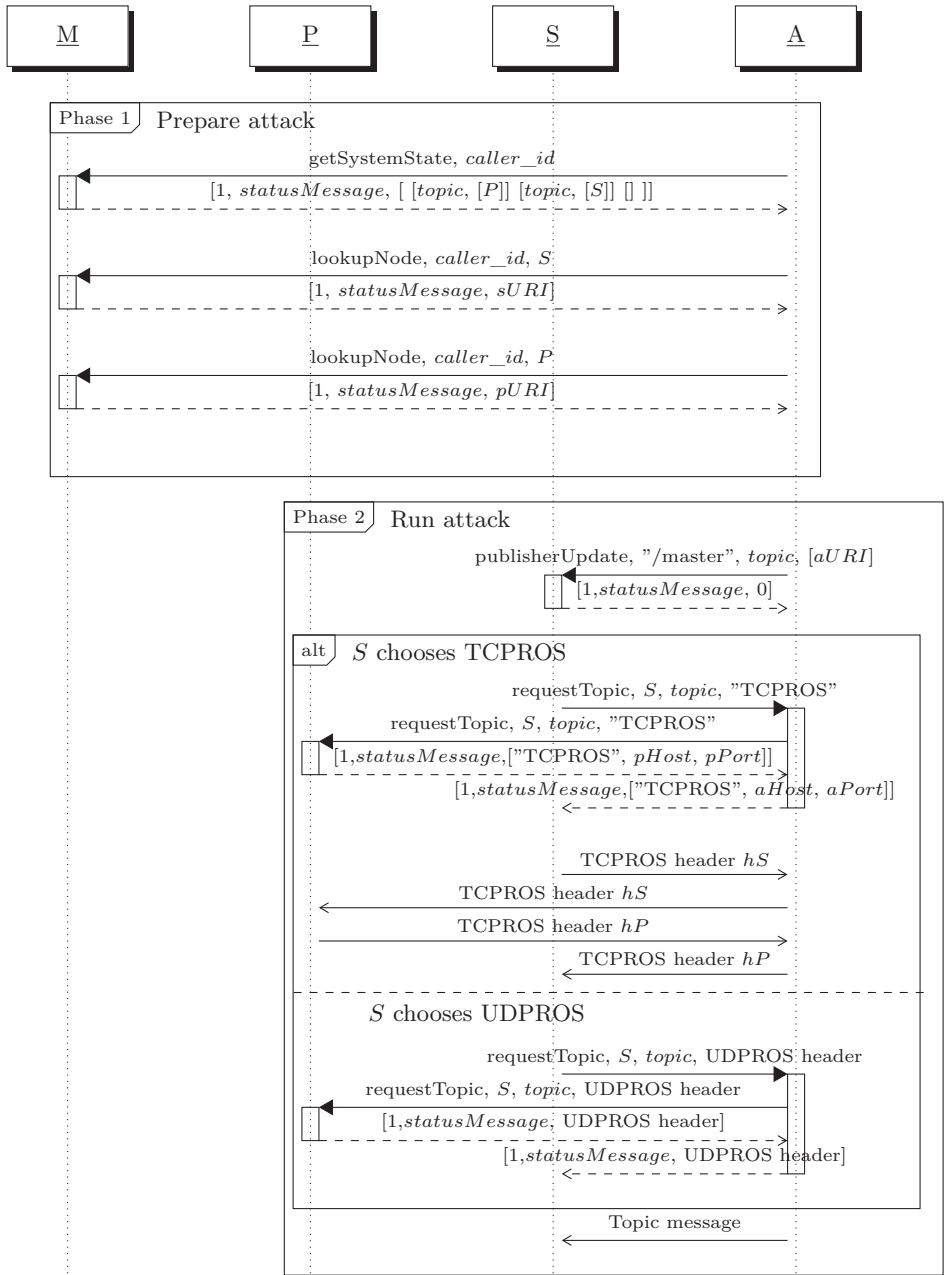 M P S A
Phase 1 Prepare attack
getSystemState, caller_id
[1, statusMessage, [ [topic, [P]] [topic, [S]] [] ]]
lookupNode, caller_id, S
[1, statusMessage, sURI]
lookupNode, caller_id, P
[1, statusMessage, pURI]
Phase 2 Run attack
publisherUpdate, ”/master”, topic, [aURI]
[1,statusMessage, 0]
alt S chooses TCPROS
requestTopic, S, topic, ”TCPROS”
requestTopic, S, topic, ”TCPROS”
[1,statusMessage,[”TCPROS”, pHost, pPort]]
[1,statusMessage,[”TCPROS”, aHost, aPort]]
TCPROS header hS
TCPROS header hS
TCPROS header hP
TCPROS header hP
S chooses UDPROS
requestTopic, S, topic, UDPROS header
requestTopic, S, topic, UDPROS header
[1,statusMessage, UDPROS header]
[1,statusMessage, UDPROS header]
Topic message